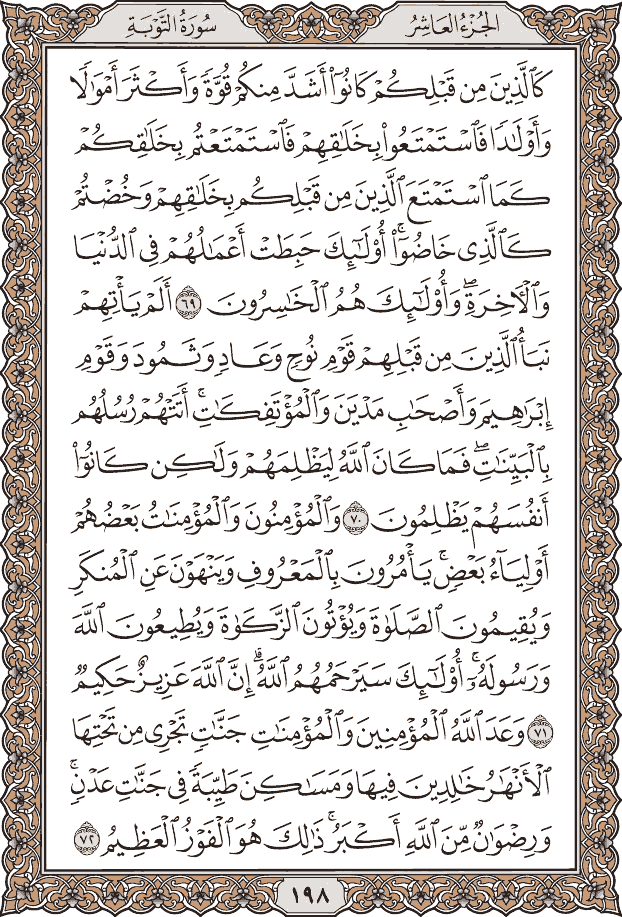 الجزء العاشر
سورة التوبة
كَالَّذِينَ مِن قَبْلِكُمْ كَانُوٓا۟ أَشَدَّ مِنكُمْ قُوَّةً وَأَكْثَرَ أَمْوَٰلًا
وَأَوْلَـٰدًا فَٱسْتَمْتَعُوا۟ بِخَلَـٰقِهِمْ فَٱسْتَمْتَعْتُم بِخَلَـٰقِكُمْ
كَمَا ٱسْتَمْتَعَ ٱلَّذِينَ مِن قَبْلِكُم بِخَلَـٰقِهِمْ وَخُضْتُمْ
كَٱلَّذِى خَاضُوٓا۟ ۚ أُو۟لَـٰٓئِكَ حَبِطَتْ أَعْمَـٰلُهُمْ فِى ٱلدُّنْيَا
وَٱلْـَٔاخِرَةِ ۖ وَأُو۟لَـٰٓئِكَ هُمُ ٱلْخَـٰسِرُونَ ٦٩ أَلَمْ يَأْتِهِمْ
نَبَأُ ٱلَّذِينَ مِن قَبْلِهِمْ قَوْمِ نُوحٍ وَعَادٍ وَثَمُودَ وَقَوْمِ
إِبْرَٰهِيمَ وَأَصْحَـٰبِ مَدْيَنَ وَٱلْمُؤْتَفِكَـٰتِ ۚ أَتَتْهُمْ رُسُلُهُم
بِٱلْبَيِّنَـٰتِ ۖ فَمَا كَانَ ٱللَّهُ لِيَظْلِمَهُمْ وَلَـٰكِن كَانُوٓا۟
أَنفُسَهُمْ يَظْلِمُونَ ٧٠ وَٱلْمُؤْمِنُونَ وَٱلْمُؤْمِنَـٰتُ بَعْضُهُمْ
أَوْلِيَآءُ بَعْضٍ ۚ يَأْمُرُونَ بِٱلْمَعْرُوفِ وَيَنْهَوْنَ عَنِ ٱلْمُنكَرِ
وَيُقِيمُونَ ٱلصَّلَوٰةَ وَيُؤْتُونَ ٱلزَّكَوٰةَ وَيُطِيعُونَ ٱللَّهَ
وَرَسُولَهُۥٓ ۚ أُو۟لَـٰٓئِكَ سَيَرْحَمُهُمُ ٱللَّهُ ۗ إِنَّ ٱللَّهَ عَزِيزٌ حَكِيمٌ
٧١ وَعَدَ ٱللَّهُ ٱلْمُؤْمِنِينَ وَٱلْمُؤْمِنَـٰتِ جَنَّـٰتٍ تَجْرِى مِن تَحْتِهَا
ٱلْأَنْهَـٰرُ خَـٰلِدِينَ فِيهَا وَمَسَـٰكِنَ طَيِّبَةً فِى جَنَّـٰتِ عَدْنٍ ۚ
وَرِضْوَٰنٌ مِّنَ ٱللَّهِ أَكْبَرُ ۚ ذَٰلِكَ هُوَ ٱلْفَوْزُ ٱلْعَظِيمُ ٧٢
١٩٨